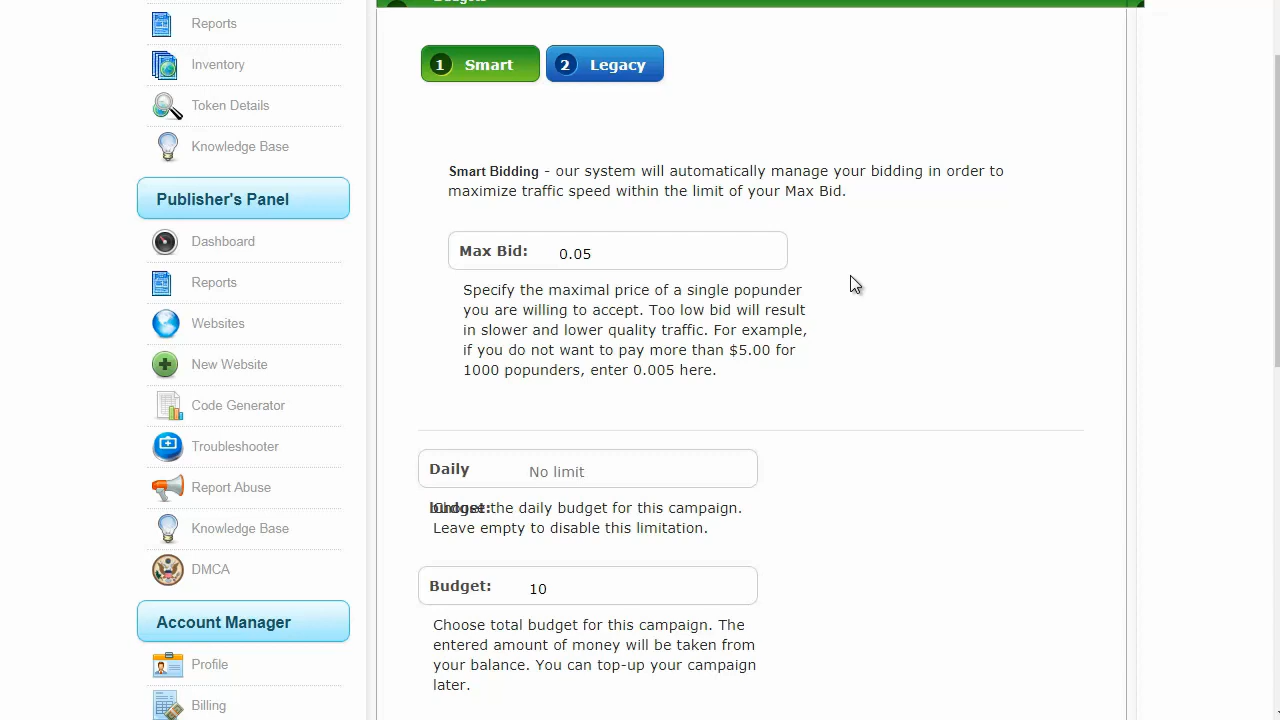 Reports
Inventory
Token Details
Knowledge Base
Publisher's Panel
Dashboard
Reports
Websites
New Website
Code Generator
Troubleshooter
Report Abuse
Knowledge Base
DMCA
Account Manager
Profile
Billing
Budgets
1 Smart
2 Legacy
Smart Bidding - our system will automatically manage your bidding in order to
maximize traffic speed within the limit of your Max Bid.
Max Bid: 0.05
Specify the maximal price of a single popunder
you are willing to accept. Too low bid will result
in slower and lower quality traffic. For example,
if you do not want to pay more than $5.00 for
1000 popunders, enter 0.005 here.
Daily No limit
budget:
Choose the daily budget for this campaign.
Leave empty to disable this limitation.
Budget: 10
Choose total budget for this campaign. The
entered amount of money will be taken from
your balance. You can top-up your campaign
later.